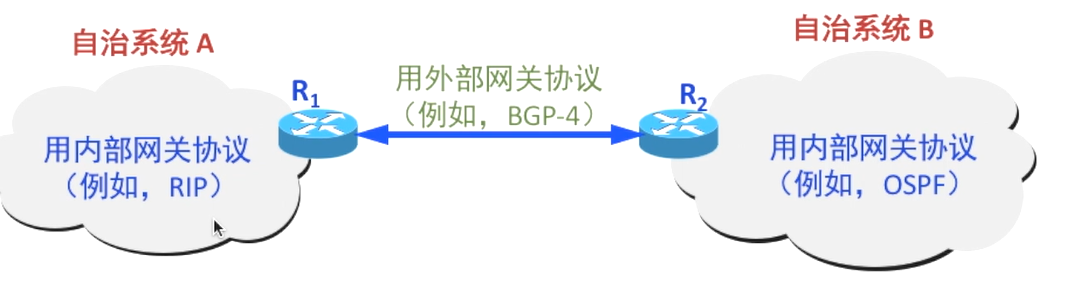 自治系统 A
R1
用内部网关协议
（例如，RIP）
用外部网关协议
（例如，BGP-4）
自治系统 B
R2
用内部网关协议
（例如，OSPF）